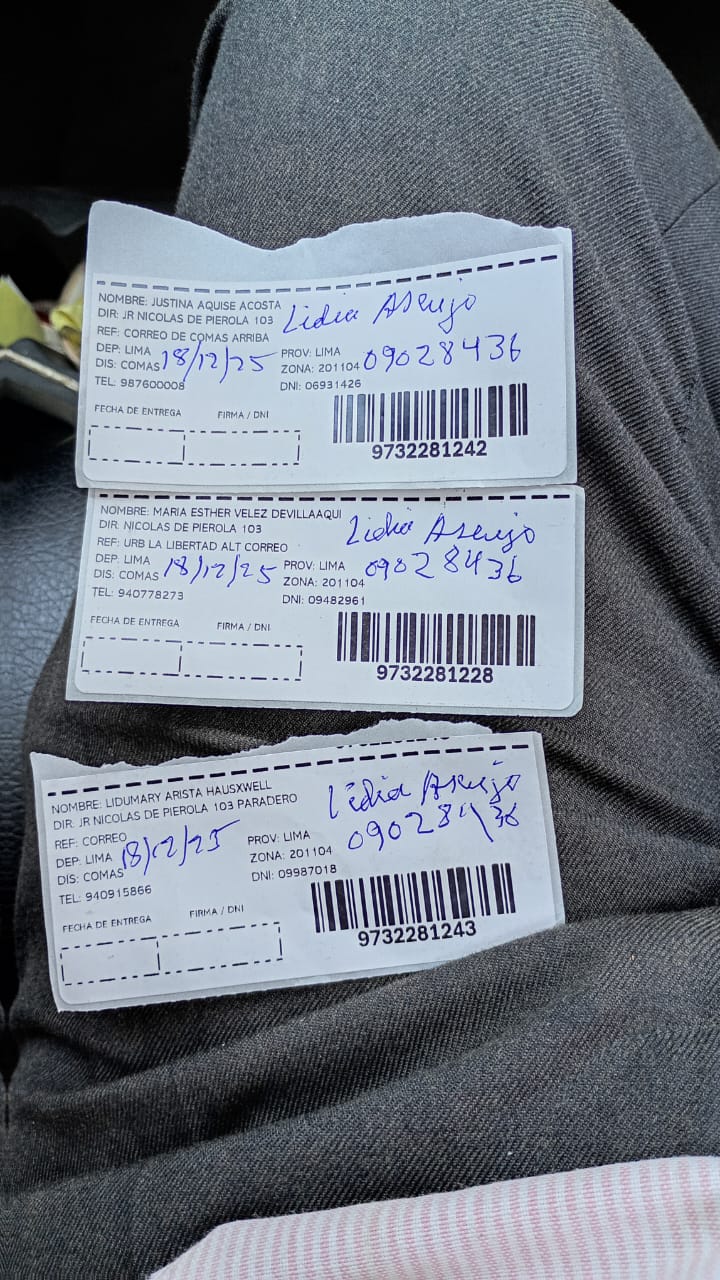 NOMBRE: JUSTINA AQUISE ACOSTA
DIR: JR NICOLAS DE PIEROLA 103
Lidia Asenjo
REF: CORREO DE COMAS ARRIBA
DEP: LIMA
PROV: LIMA
18/12/25
09028436
DIS: COMAS
ZONA: 201104
TEL: 987600008
DNI: 06931426
FECHA DE ENTREGA
FIRMA / DNI
9732281242
NOMBRE: MARIA ESTHER VELEZ DEVILLAAQUI
DIR. NICOLAS DE PIEROLA 103
Lidia Asenjo
REF: URB LA LIBERTAD ALT CORREO
DEP: LIMA
PROV: LIMA
18/12/25
09028436
DIS: COMAS
ZONA: 201104
TEL: 940778273
DNI: 09482961
FECHA DE ENTREGA
FIRMA / DNI
9732281228
NOMBRE: LIDUMARY ARISTA HAUSXWELL
DIR. JR NICOLAS DE PIEROLA 103 PARADERO
Lidia Asenjo
REF: CORREO
DEP: LIMA
PROV: LIMA
18/12/25
09028436
DIS: COMAS
ZONA: 201104
TEL: 940915866
DNI: 09987018
FECHA DE ENTREGA
FIRMA / DNI
9732281243